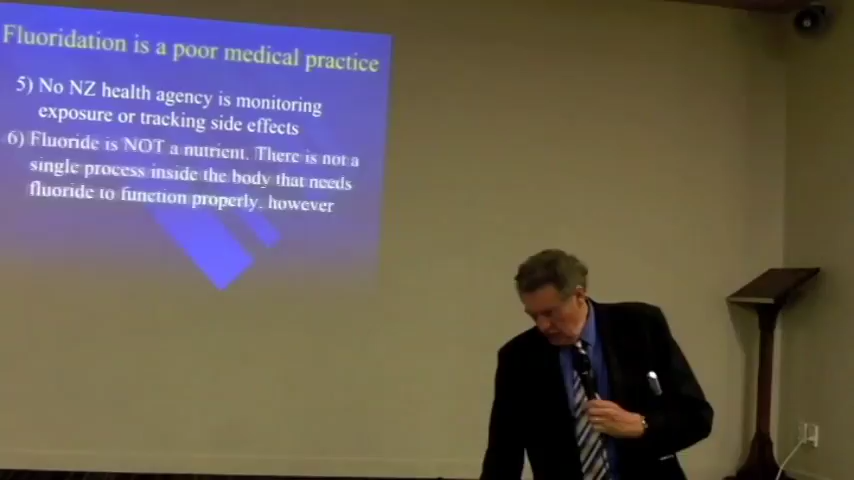 Fluoridation is a poor medical practice
5) No NZ health agency is monitoring
exposure or tracking side effects
6) Fluoride is NOT a nutrient. There is not a
single process inside the body that needs
fluoride to function properly, however